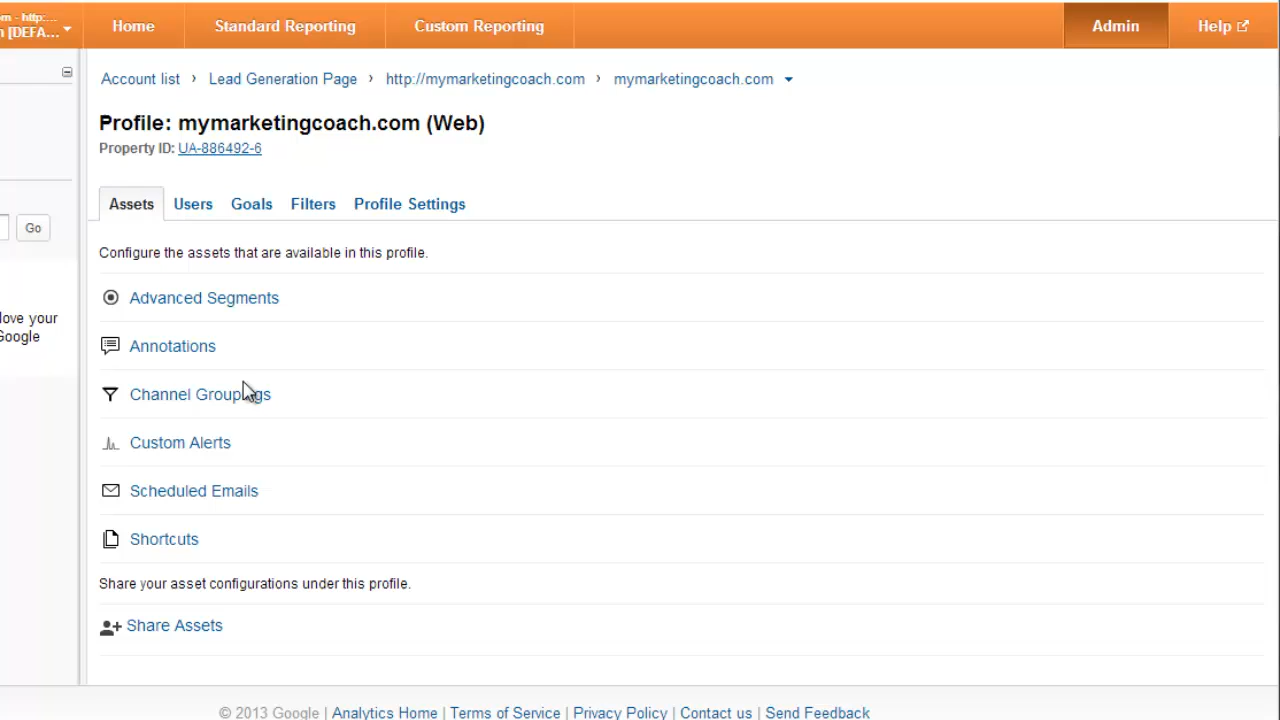 om - http:...
n [DEFA...
Home
Standard Reporting
Custom Reporting
Admin
Help
Account list › Lead Generation Page › http://mymarketingcoach.com › mymarketingcoach.com
Profile: mymarketingcoach.com (Web)
Property ID: UA-886492-6
Assets
Users
Goals
Filters
Profile Settings
Go
Configure the assets that are available in this profile.
Advanced Segments
love your
Google
Annotations
Channel Groupings
Custom Alerts
Scheduled Emails
Shortcuts
Share your asset configurations under this profile.
Share Assets
© 2013 Google | Analytics Home | Terms of Service | Privacy Policy | Contact us | Send Feedback